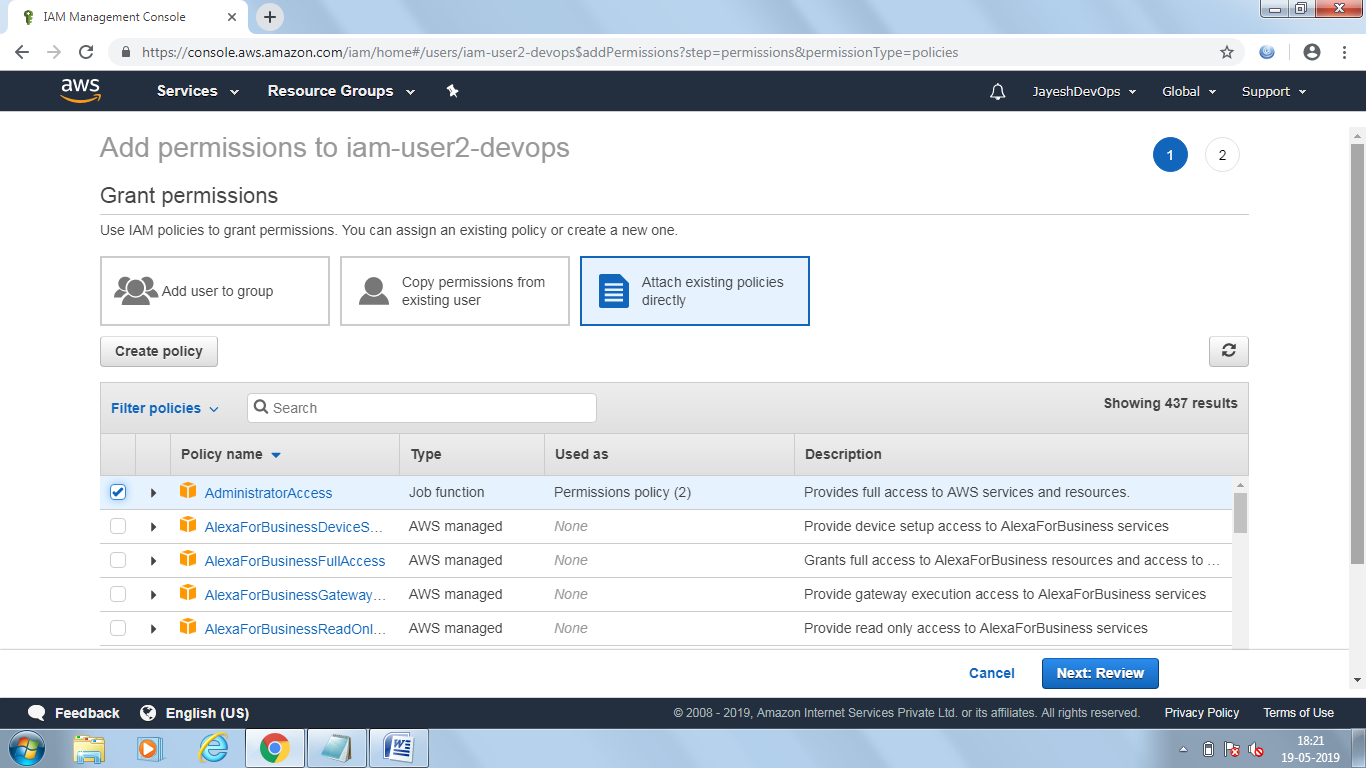 IAM Management Console
https://console.aws.amazon.com/iam/home#/users/iam-user2-devops$addPermissions?step=permissions&permissionType=policies
aws Services Resource Groups JayeshDevOps Global Support
Add permissions to iam-user2-devops
1 2
Grant permissions
Use IAM policies to grant permissions. You can assign an existing policy or create a new one.
Add user to group
Copy permissions from
existing user
Attach existing policies
directly
Create policy
Filter policies Search Showing 437 results
Policy name Type Used as Description
AdministratorAccess Job function Permissions policy (2) Provides full access to AWS services and resources.
AlexaForBusinessDeviceS... AWS managed None Provide device setup access to AlexaForBusiness services
AlexaForBusinessFullAccess AWS managed None Grants full access to AlexaForBusiness resources and access to ...
AlexaForBusinessGateway... AWS managed None Provide gateway execution access to AlexaForBusiness services
AlexaForBusinessReadOnl... AWS managed None Provide read only access to AlexaForBusiness services
Cancel Next: Review
Feedback English (US) © 2008 - 2019, Amazon Internet Services Private Ltd. or its affiliates. All rights reserved. Privacy Policy Terms of Use
18:21
19-05-2019